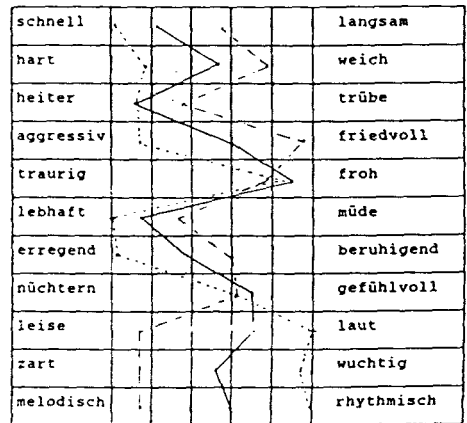 schnell langsam
hart weich
heiter trübe
aggressiv friedvoll
traurig froh
lebhaft müde
erregend beruhigend
nüchtern gefühlvoll
leise laut
zart wuchtig
melodisch rhythmisch